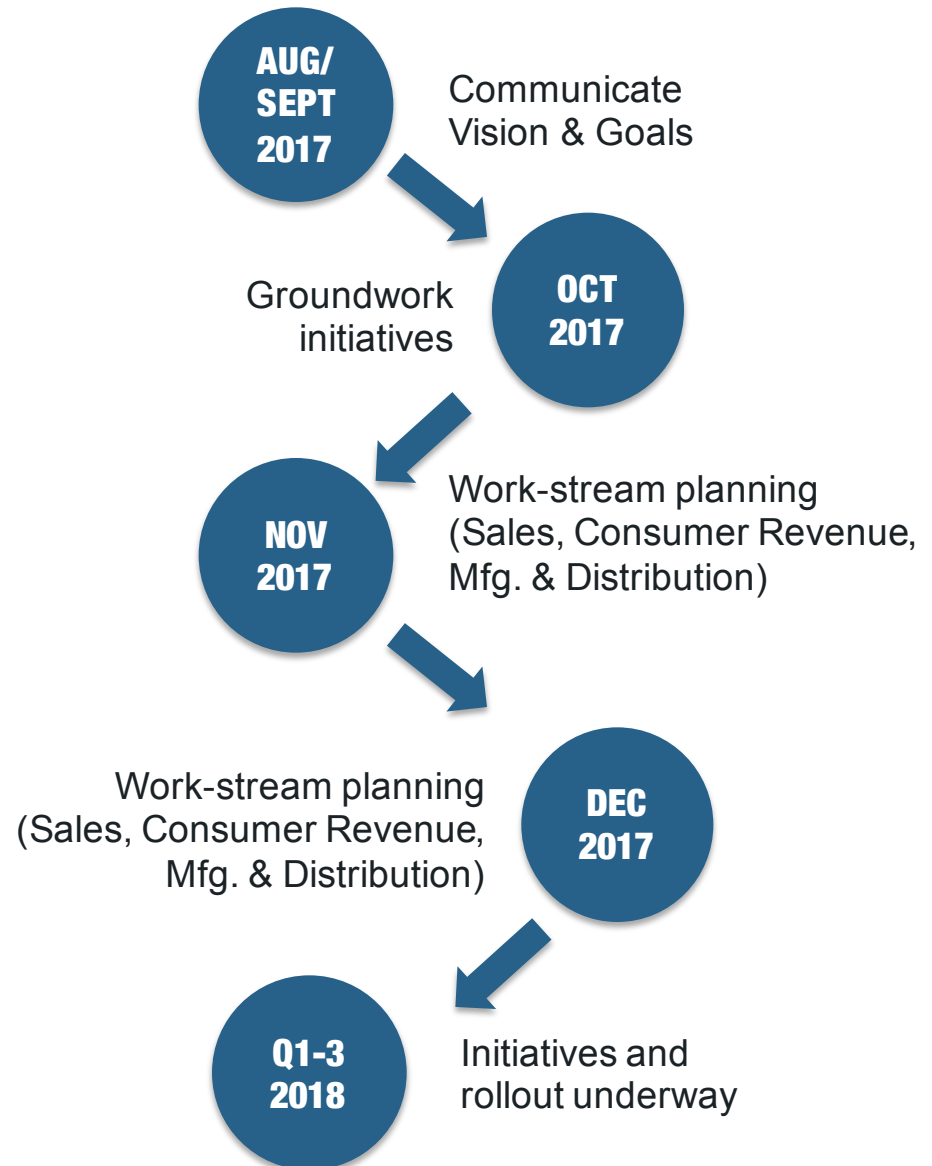 AUG/
SEPT
2017
Communicate
Vision & Goals
Groundwork
initiatives
OCT
2017
NOV
2017
Work-stream planning
(Sales, Consumer Revenue,
Mfg. & Distribution)
Work-stream planning
(Sales, Consumer Revenue,
Mfg. & Distribution)
DEC
2017
Q1-3
2018
Initiatives and
rollout underway